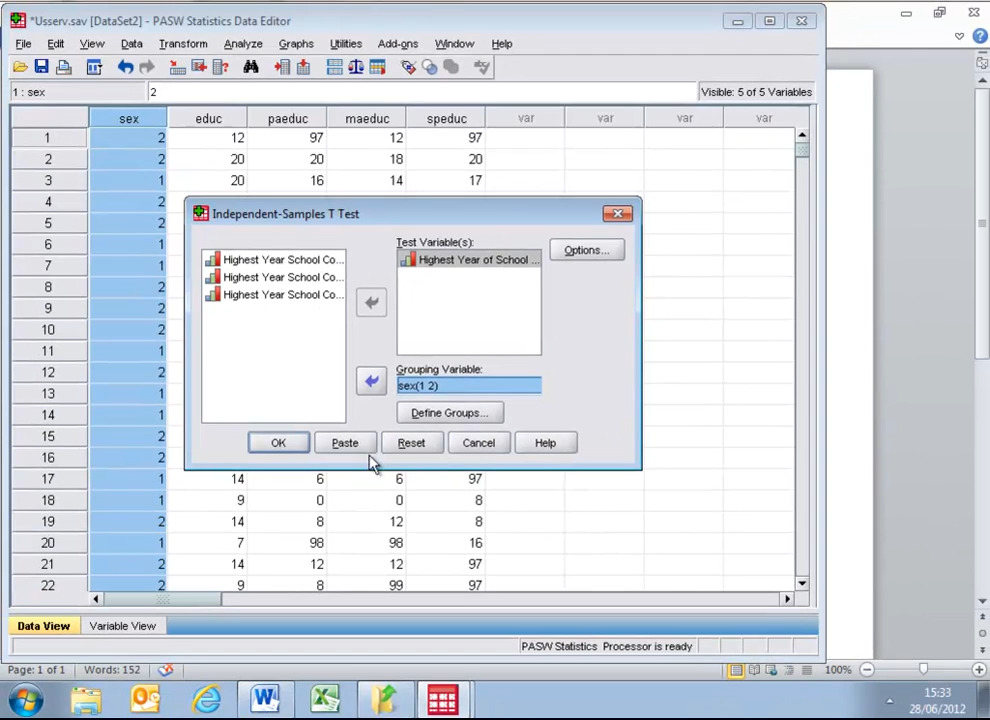 *Usserv.sav [DataSet2] - PASW Statistics Data Editor
File Edit View Data Transform Analyze Graphs Utilities Add-ons Window Help
1 : sex 2 Visible: 5 of 5 Variables
sex educ paeduc maeduc speduc var var var var
1 2 12 97 12 97
2 2 20 20 18 20
3 1 20 16 14 17
4 2
5 2
6 1
7 1
8 2
9 2
10 2
11 1
12 2
13 1
14 1
15 2
16 2
17 1 14 6 6 97
18 1 9 0 0 8
19 2 14 8 12 8
20 1 7 98 98 16
21 2 14 12 12 97
22 2 9 8 99 97
Independent-Samples T Test
Test Variable(s):
Highest Year School Co...
Highest Year School Co...
Highest Year School Co...
Highest Year of School ...
Options...
Grouping Variable:
sex(1 2)
Define Groups...
OK Paste Reset Cancel Help
Data View Variable View
PASW Statistics Processor is ready
Page: 1 of 1 Words: 152 100%
15:33
28/06/2012